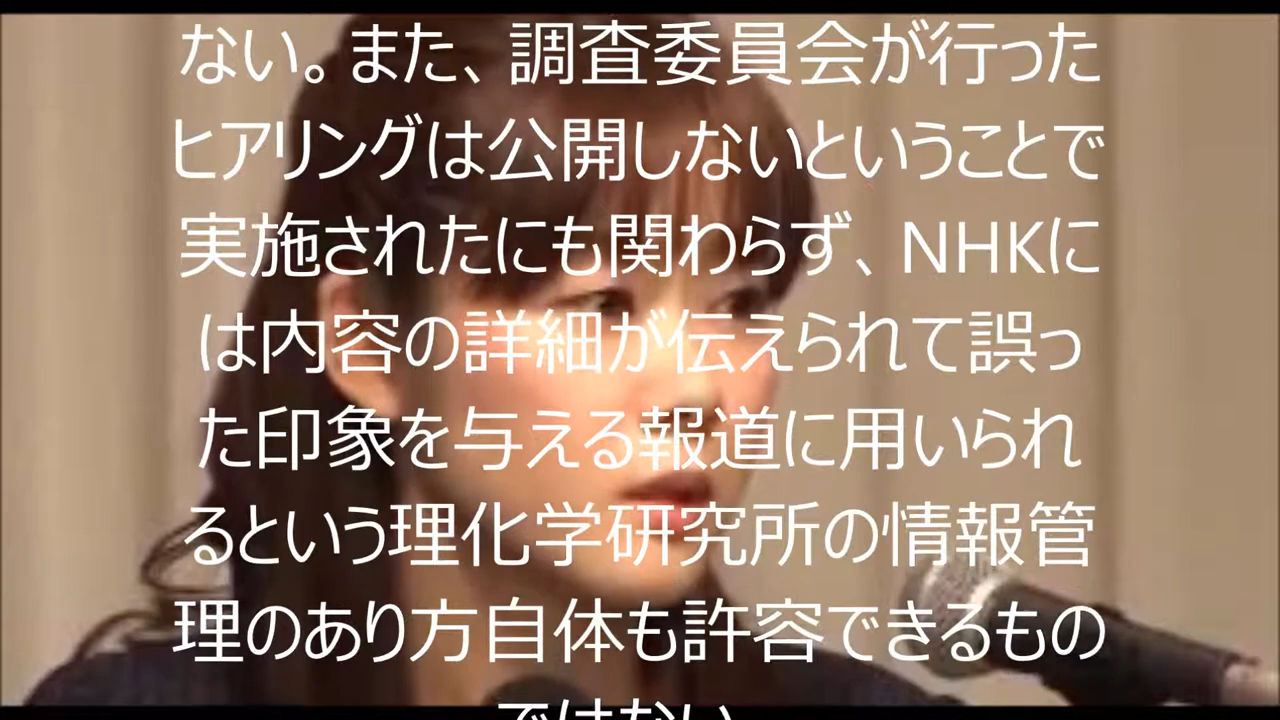 ない。また、調査委員会が行った
ヒアリングは公開しないということで
実施されたにも関わらず、NHKに
は内容の詳細が伝えられて誤っ
た印象を与える報道に用いられ
るという理化学研究所の情報管
理のあり方自体も許容できるもの
ではない